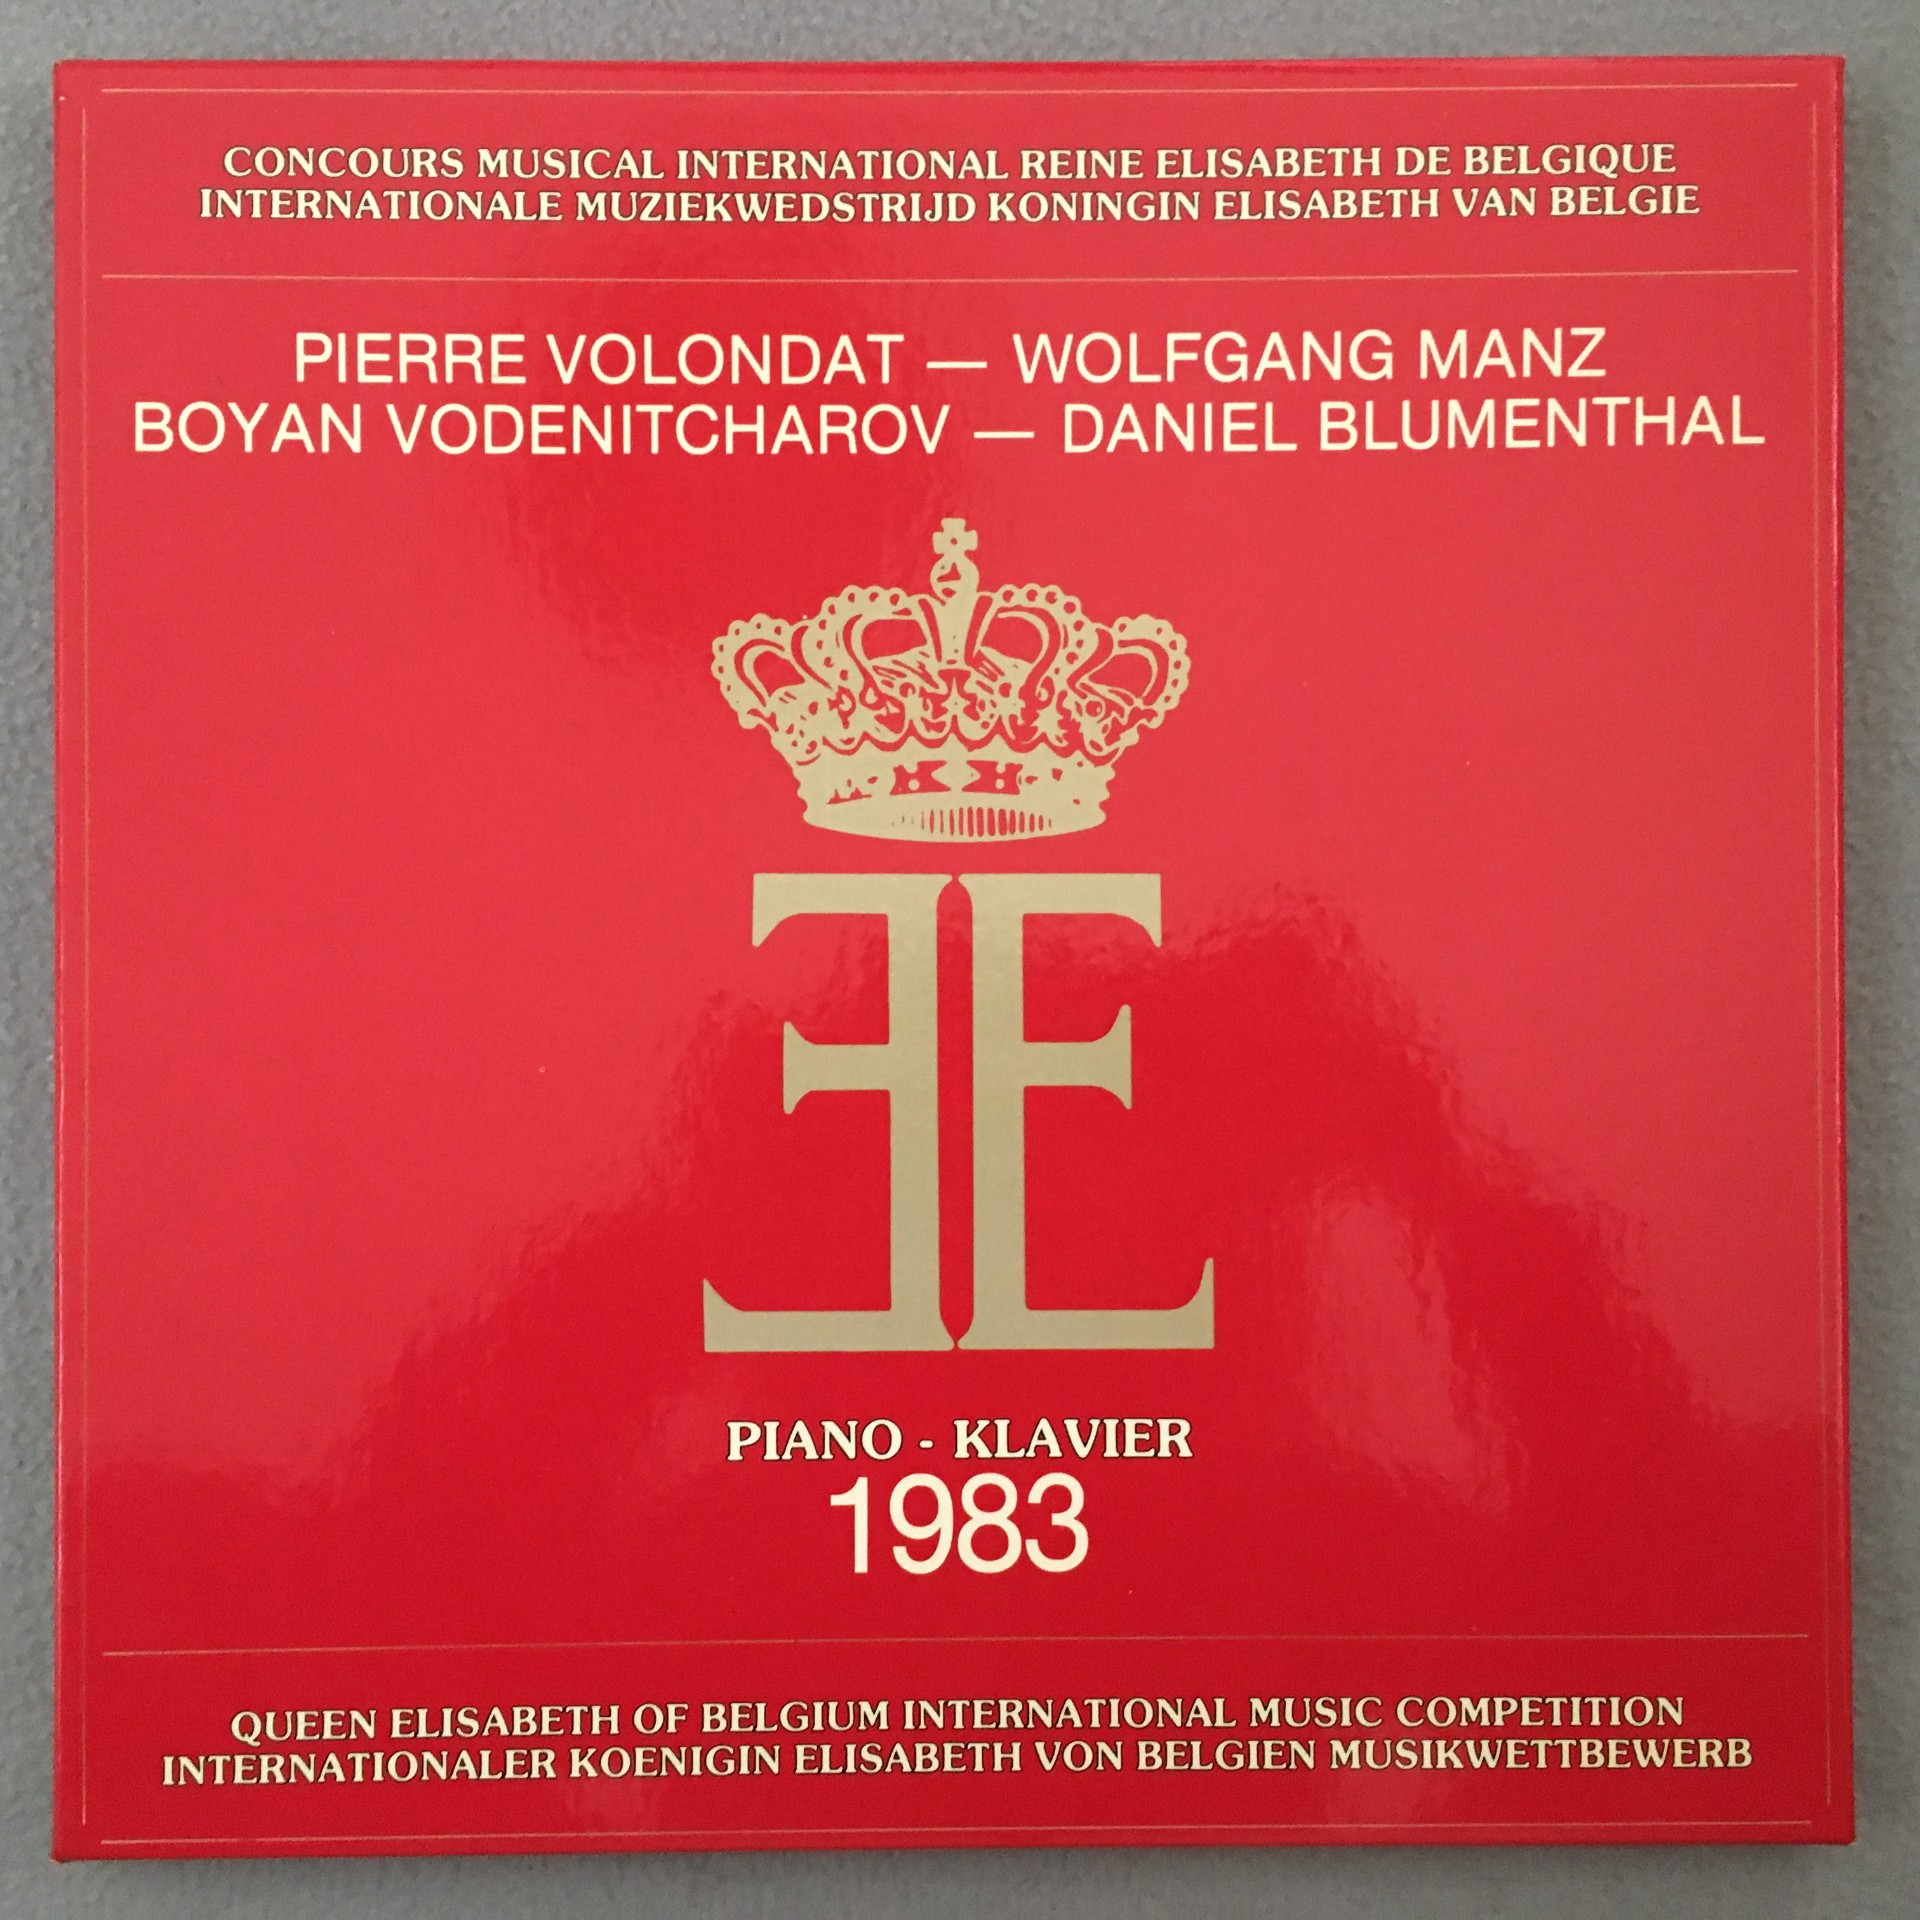 CONCOURS MUSICAL INTERNATIONAL REINE ELISABETH DE BELGIQUE
INTERNATIONALE MUZIEKWEDSTRIJD KONINGIN ELISABETH VAN BELGIE
PIERRE VOLONDAT — WOLFGANG MANZ
BOYAN VODENITCHAROV — DANIEL BLUMENTHAL
EE
PIANO - KLAVIER
1983
QUEEN ELISABETH OF BELGIUM INTERNATIONAL MUSIC COMPETITION
INTERNATIONALER KOENIGIN ELISABETH VON BELGIEN MUSIKWETTBEWERB